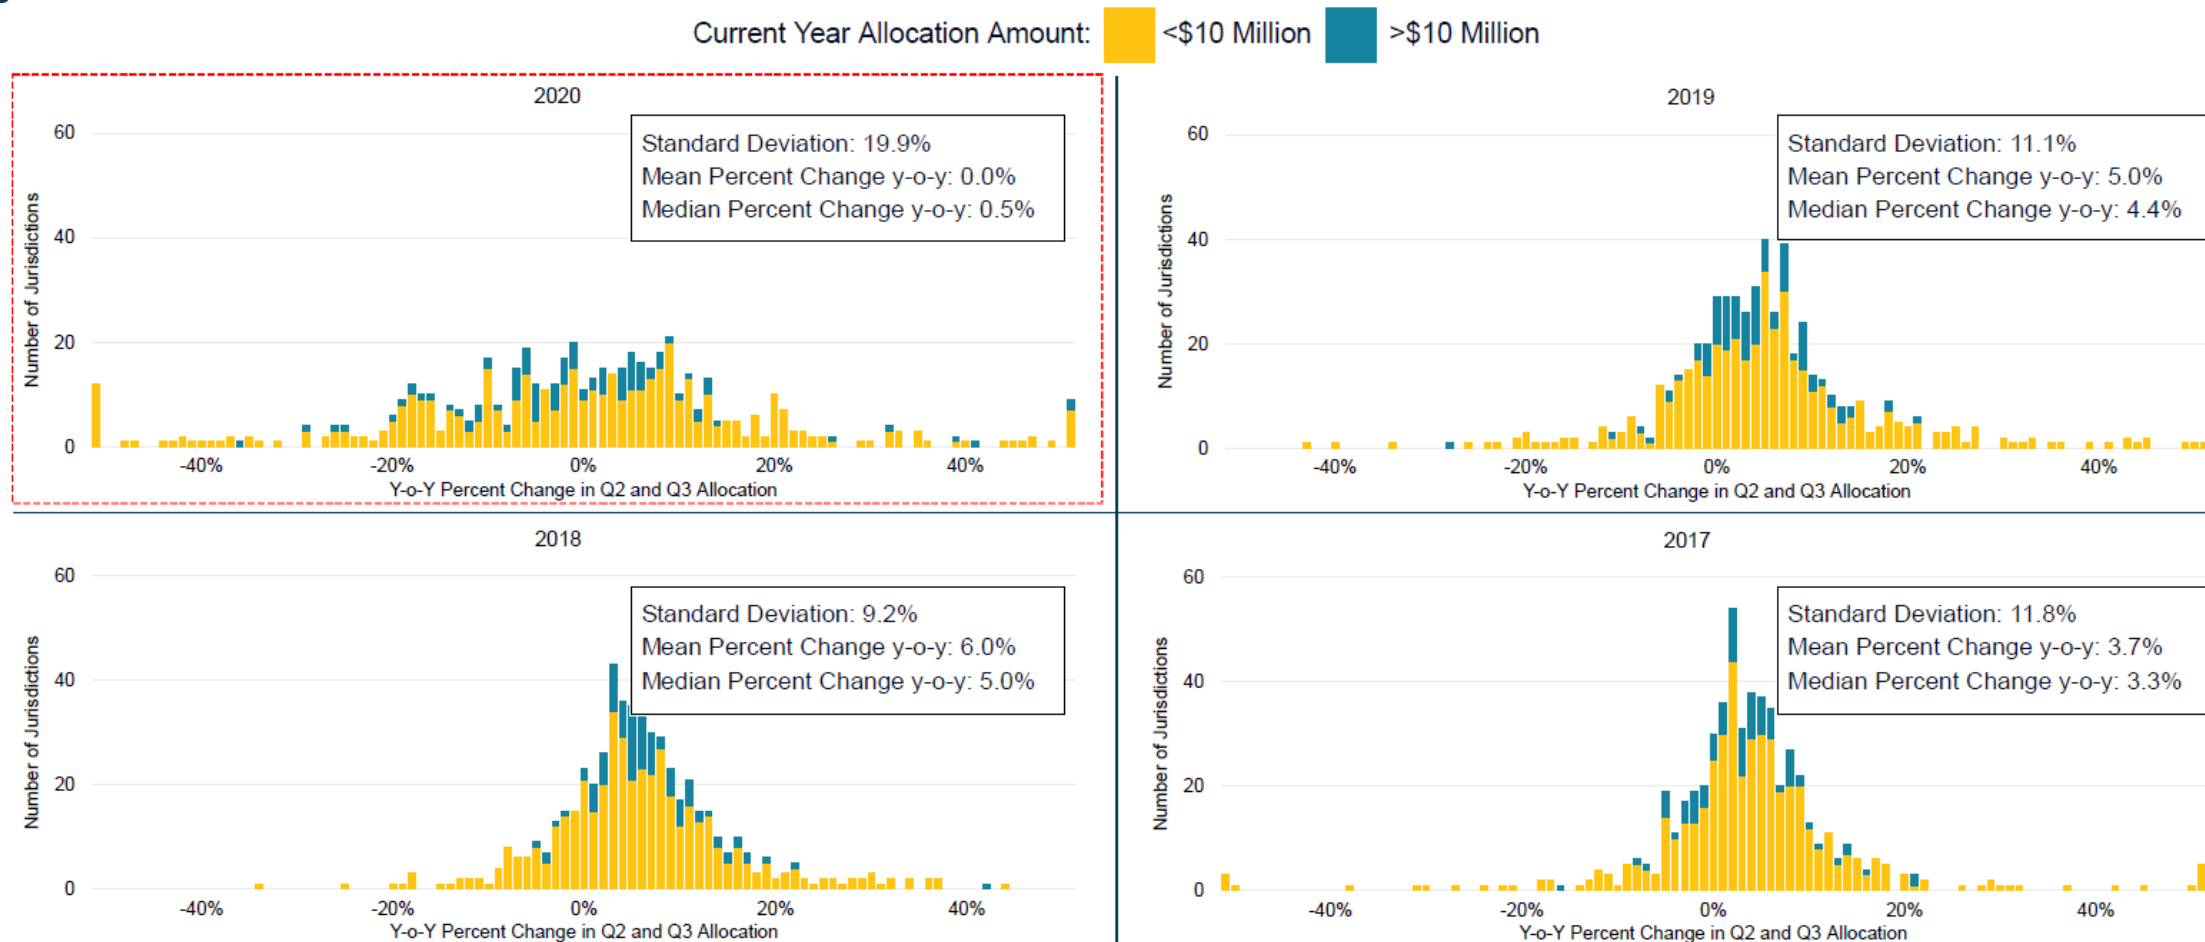 Current Year Allocation Amount: <$10 Million >$10 Million
2020
Number of Jurisdictions
60
40
20
0
Standard Deviation: 19.9%
Mean Percent Change y-o-y: 0.0%
Median Percent Change y-o-y: 0.5%
-40% -20% 0% 20% 40%
Y-o-Y Percent Change in Q2 and Q3 Allocation
2019
Number of Jurisdictions
60
40
20
0
Standard Deviation: 11.1%
Mean Percent Change y-o-y: 5.0%
Median Percent Change y-o-y: 4.4%
-40% -20% 0% 20% 40%
Y-o-Y Percent Change in Q2 and Q3 Allocation
2018
Number of Jurisdictions
60
40
20
0
Standard Deviation: 9.2%
Mean Percent Change y-o-y: 6.0%
Median Percent Change y-o-y: 5.0%
-40% -20% 0% 20% 40%
Y-o-Y Percent Change in Q2 and Q3 Allocation
2017
Number of Jurisdictions
60
40
20
0
Standard Deviation: 11.8%
Mean Percent Change y-o-y: 3.7%
Median Percent Change y-o-y: 3.3%
-40% -20% 0% 20% 40%
Y-o-Y Percent Change in Q2 and Q3 Allocation